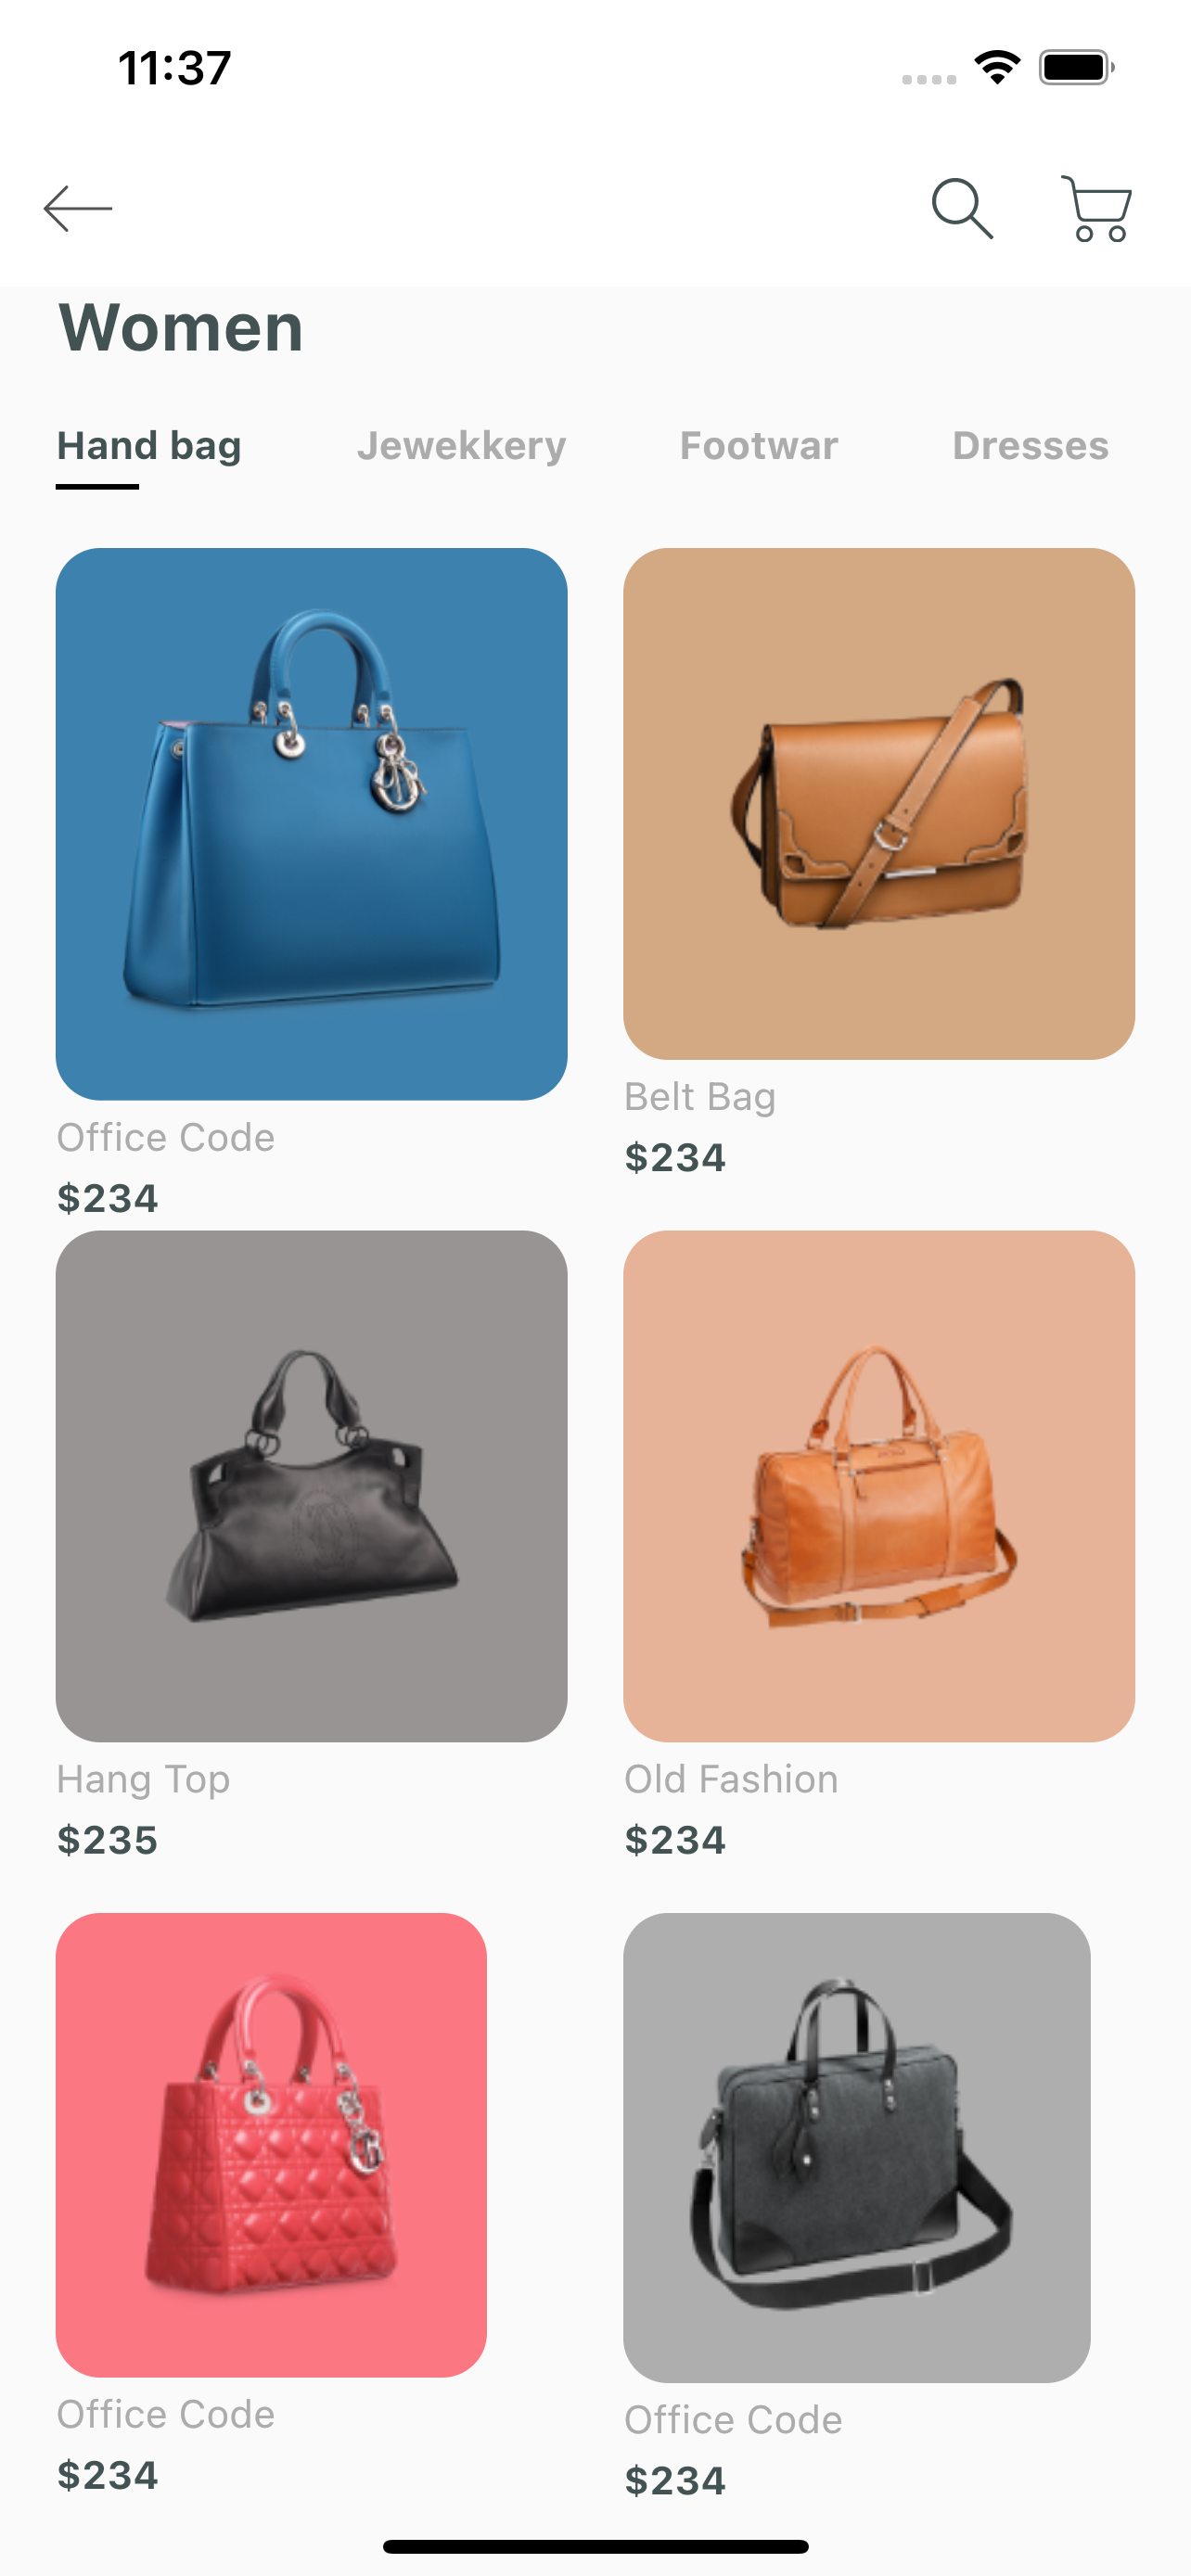 11:37
Women
Hand bag Jewekkery Footwar Dresses
Office Code
$234
Belt Bag
$234
Hang Top
$235
Old Fashion
$234
Office Code
$234
Office Code
$234